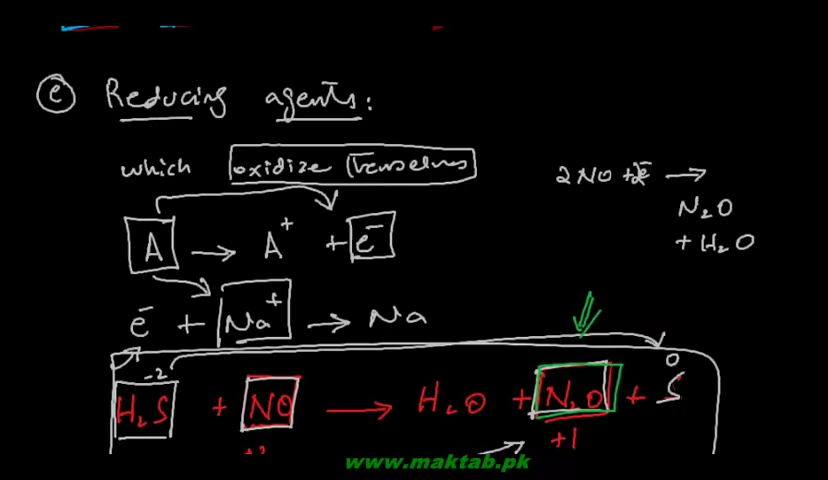 (e) Reducing agents:
which oxidize themselves
2NO + 2e⁻ →
N₂O
+ H₂O
A → A⁺ + e⁻
e⁻ + Na⁺ → Na
-2 0
H₂S + NO → H₂O + N₂O + S
+1
www.maktab.pk